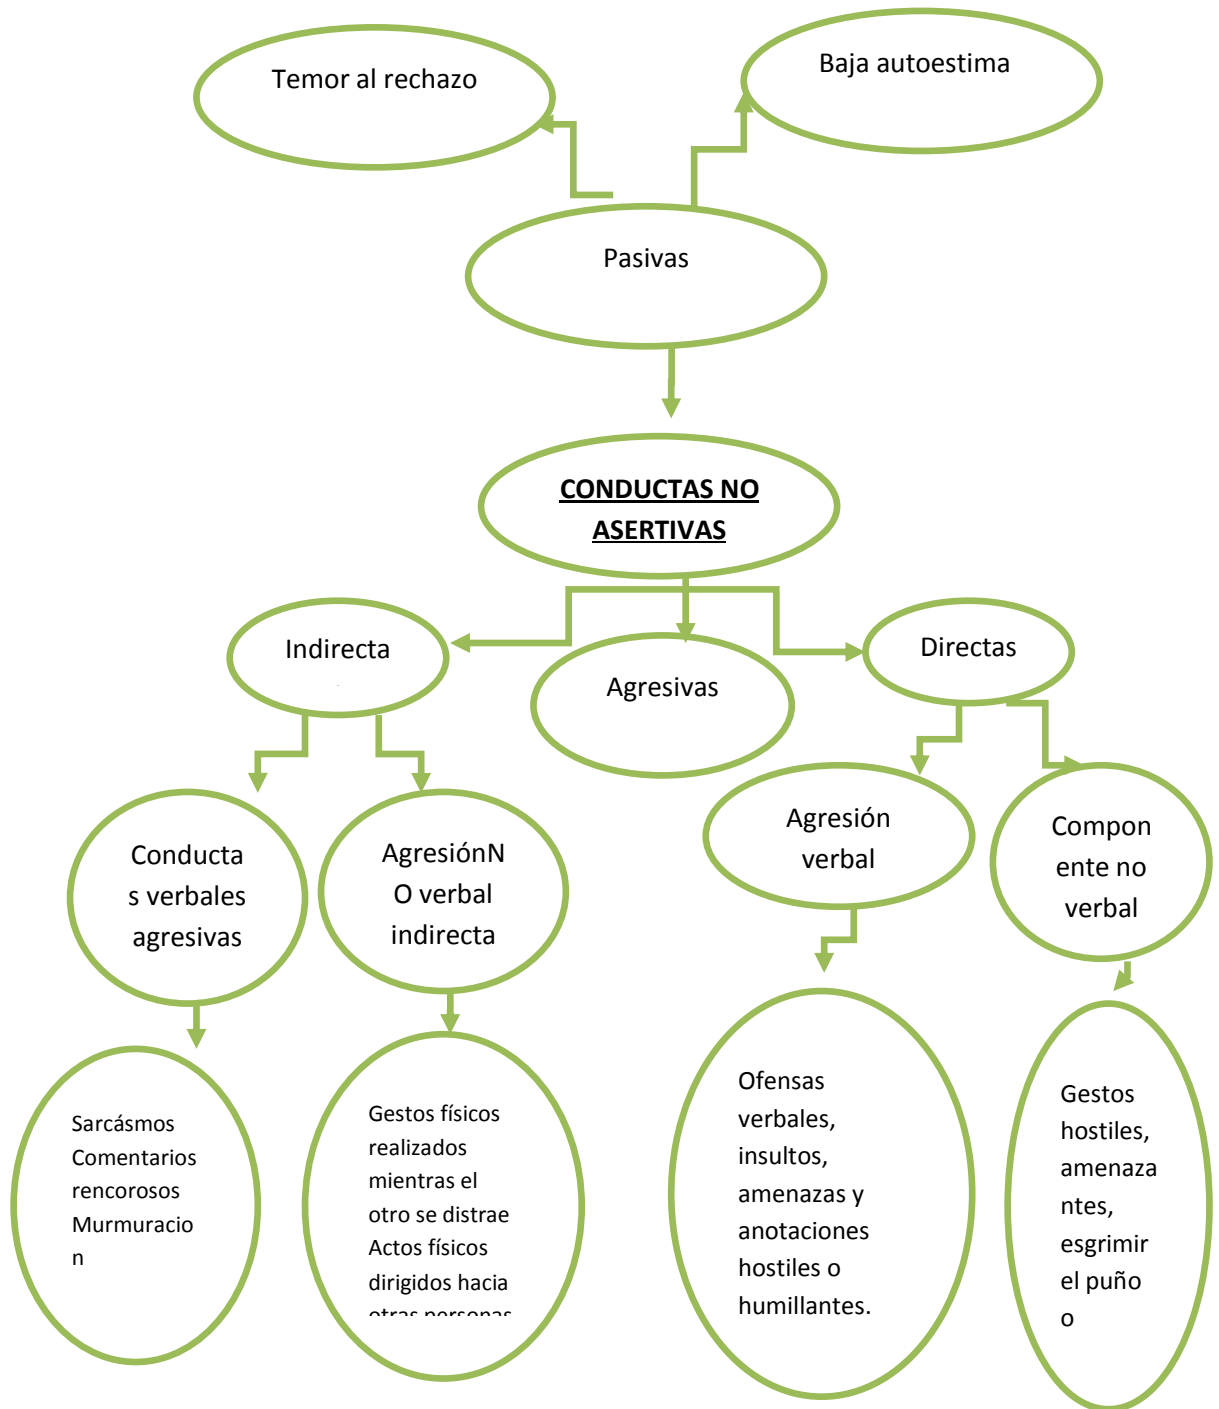 Temor al rechazo
Baja autoestima
Pasivas
CONDUCTAS NO
ASERTIVAS
Indirecta
Agresivas
Directas
Conducta
s verbales
agresivas
AgresiónN
O verbal
indirecta
Agresión
verbal
Compon
ente no
verbal
Sarcásmos
Comentarios
rencorosos
Murmuracio
n
Gestos físicos
realizados
mientras el
otro se distrae
Actos físicos
dirigidos hacia
otras personas
Ofensas
verbales,
insultos,
amenazas y
anotaciones
hostiles o
humillantes.
Gestos
hostiles,
amenaza
ntes,
esgrimir
el puño
o